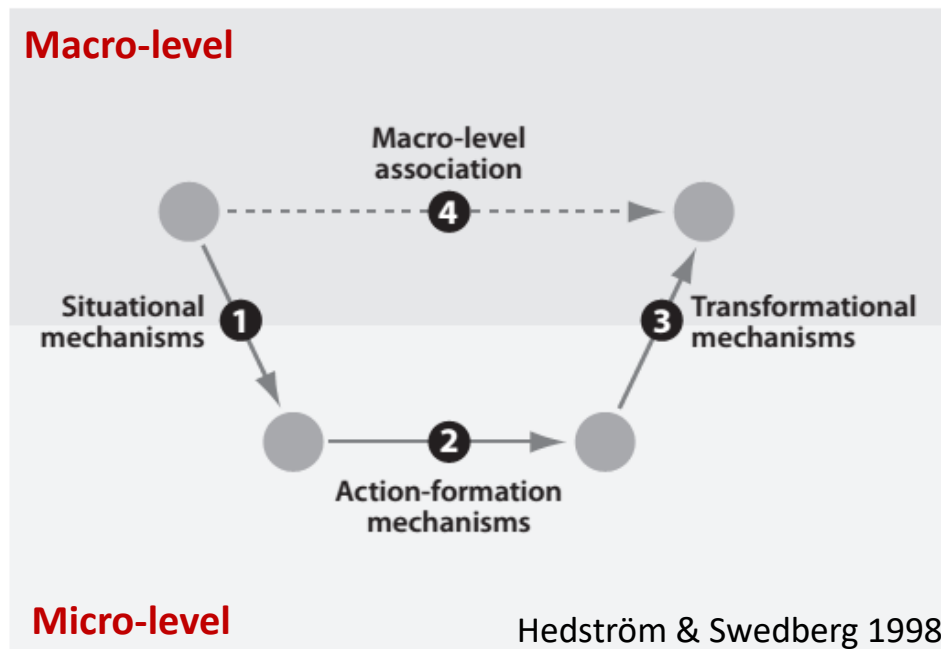 Macro-level
Macro-level
association
4
Situational
mechanisms
1
3
Transformational
mechanisms
2
Action-formation
mechanisms
Micro-level
Hedström & Swedberg 1998